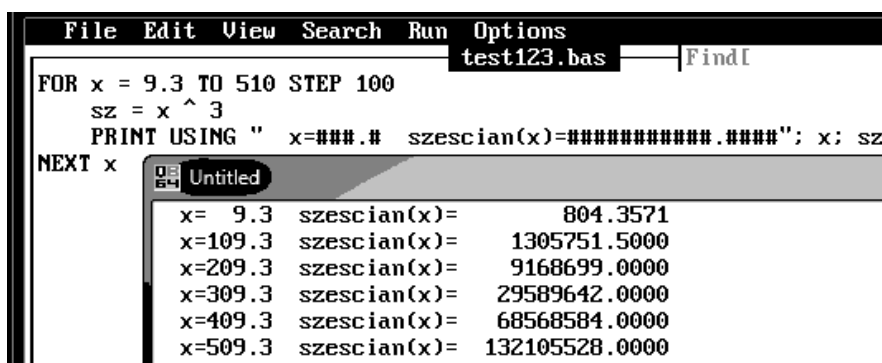 File Edit View Search Run Options
test123.bas Find[
FOR x = 9.3 TO 510 STEP 100
sz = x ^ 3
PRINT USING "  x=###.#  szescian(x)=###########.####"; x; sz
NEXT x
QB64 Untitled
x=  9.3  szescian(x)=        804.3571
x=109.3  szescian(x)=    1305751.5000
x=209.3  szescian(x)=    9168699.0000
x=309.3  szescian(x)=   29589642.0000
x=409.3  szescian(x)=   68568584.0000
x=509.3  szescian(x)=  132105528.0000